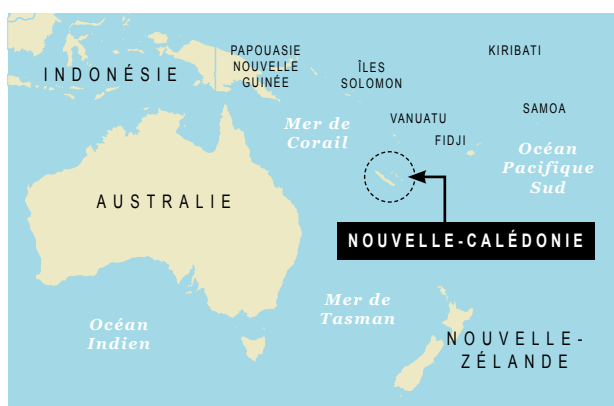 INDONÉSIE
PAPOUASIE
NOUVELLE
GUINÉE
ÎLES
SOLOMON
KIRIBATI
VANUATU
FIDJI
SAMOA
Mer de
Corail
Océan
Pacifique
Sud
AUSTRALIE
NOUVELLE-CALÉDONIE
Océan
Indien
Mer de
Tasman
NOUVELLE-
ZÉLANDE